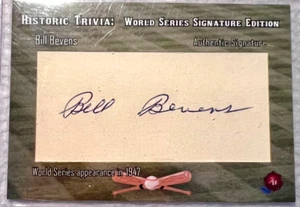 Historic Trivia: World Series Signature Edition
Bill Bevens
Authentic Signature
Bill Bevens
World Series appearance in 1947